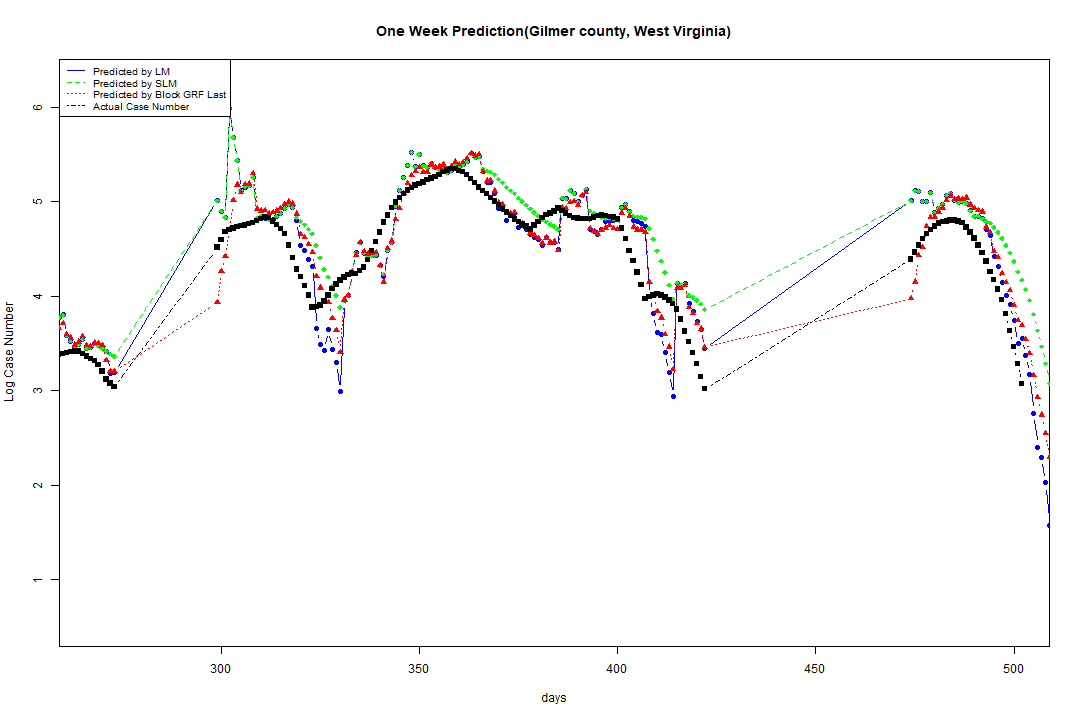 One Week Prediction(Gilmer county, West Virginia)
Predicted by LM
Predicted by SLM
Predicted by Block GRF Last
Actual Case Number
6
5
4
3
2
1
Log Case Number
300 350 400 450 500
days